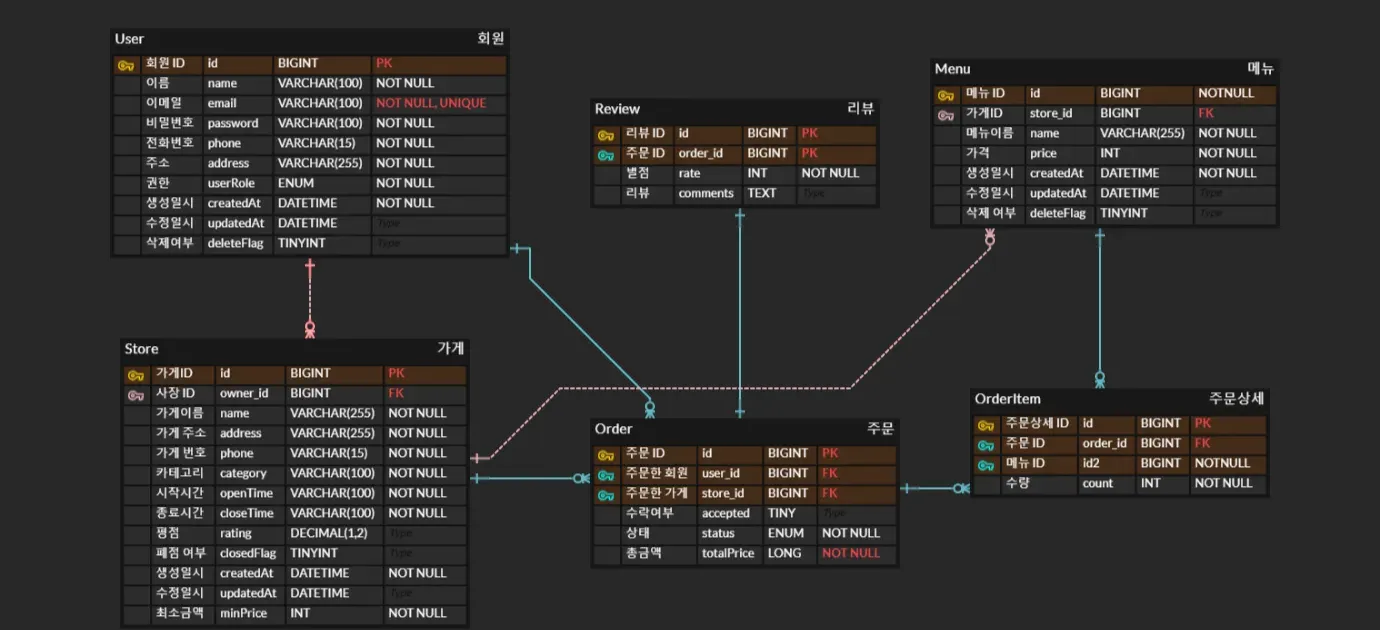 User 회원
회원 ID id BIGINT PK
이름 name VARCHAR(100) NOT NULL
이메일 email VARCHAR(100) NOT NULL, UNIQUE
비밀번호 password VARCHAR(100) NOT NULL
전화번호 phone VARCHAR(15) NOT NULL
주소 address VARCHAR(255) NOT NULL
권한 userRole ENUM NOT NULL
생성일시 createdAt DATETIME NOT NULL
수정일시 updatedAt DATETIME Type
삭제여부 deleteFlag TINYINT Type
Review 리뷰
리뷰 ID id BIGINT PK
주문 ID order_id BIGINT PK
별점 rate INT NOT NULL
리뷰 comments TEXT Type
Menu 메뉴
메뉴 ID id BIGINT NOTNULL
가게ID store_id BIGINT FK
메뉴이름 name VARCHAR(255) NOT NULL
가격 price INT NOT NULL
생성일시 createdAt DATETIME NOT NULL
수정일시 updatedAt DATETIME Type
삭제 여부 deleteFlag TINYINT Type
Store 가게
가게ID id BIGINT PK
사장 ID owner_id BIGINT FK
가게이름 name VARCHAR(255) NOT NULL
가게 주소 address VARCHAR(255) NOT NULL
가게 번호 phone VARCHAR(15) NOT NULL
카테고리 category VARCHAR(100) NOT NULL
시작시간 openTime VARCHAR(100) NOT NULL
종료시간 closeTime VARCHAR(100) NOT NULL
평점 rating DECIMAL(1,2) Type
폐점 여부 closedFlag TINYINT Type
생성일시 createdAt DATETIME NOT NULL
수정일시 updatedAt DATETIME Type
최소금액 minPrice INT NOT NULL
Order 주문
주문 ID id BIGINT PK
주문한 회원 user_id BIGINT FK
주문한 가게 store_id BIGINT FK
수락여부 accepted TINY Type
상태 status ENUM NOT NULL
총금액 totalPrice LONG NOT NULL
OrderItem 주문상세
주문상세 ID id BIGINT PK
주문 ID order_id BIGINT FK
메뉴 ID id2 BIGINT NOTNULL
수량 count INT NOT NULL